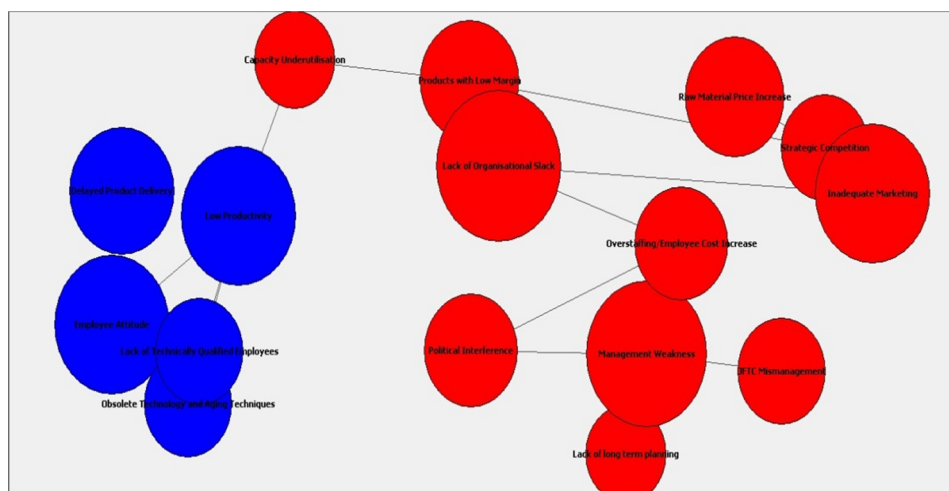 Capacity Underutilisation
Products with Low Margin
Raw Material Price Increase
Strategic Competition
Lack of Organisational Slack
Delayed Product Delivery
Inadequate Marketing
Low Productivity
Overstaffing/Employee Cost Increase
Employee Attitude
Lack of Technically Qualified Employees
Political Interference
Management Weakness
JFTC Mismanagement
Obsolete Technology and Aging Techniques
Lack of long term planning